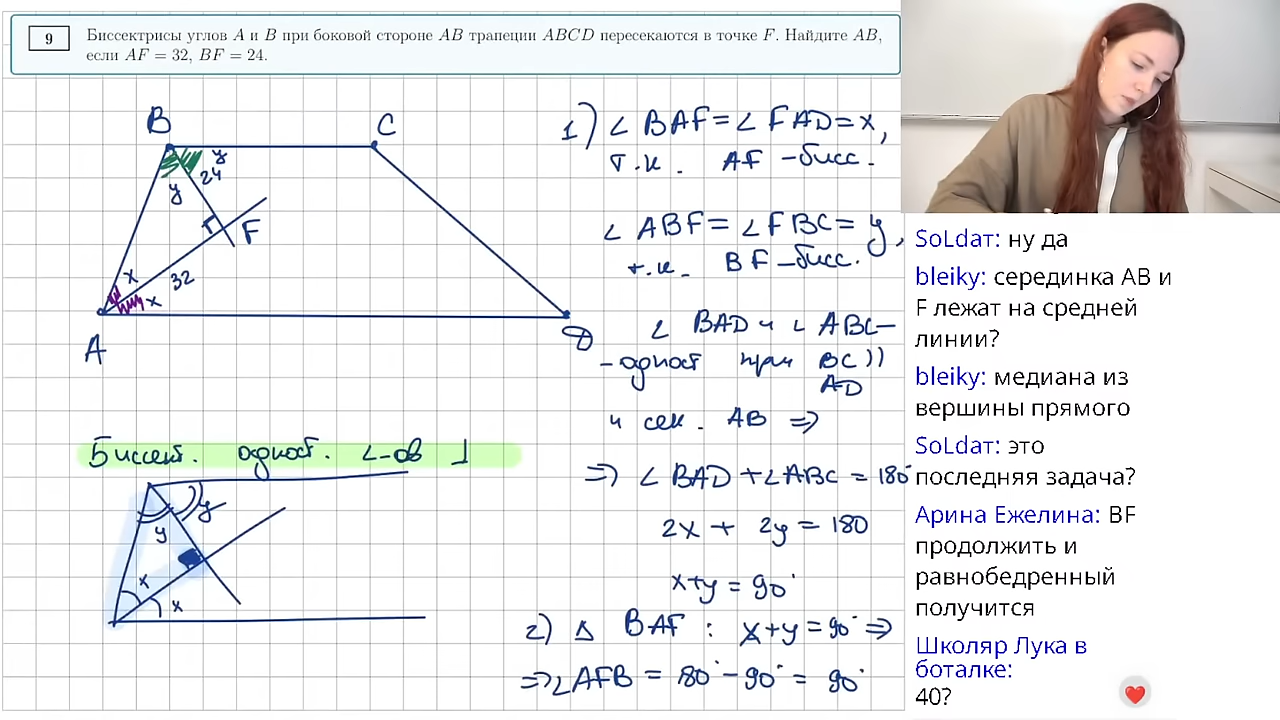 9
Биссектрисы углов A и B при боковой стороне AB трапеции ABCD пересекаются в точке F. Найдите AB,
если AF = 32, BF = 24.
B
C
y
24
y
F
x
32
x
A
D
1) ∠ BAF = ∠ FAD = x,
т.к. AF – бисс.
∠ ABF = ∠ FBC = y,
т.к. BF – бисс.
∠ BAD и ∠ ABC –
– одност при BC ||
AD
и сек. AB ⇒
⇒ ∠ BAD + ∠ABC = 180°
2x + 2y = 180
x+y = 90°
2) Δ BAF : x+y = 90° ⇒
⇒ ∠AFB = 180° – 90° = 90°
Биссект. одност. ∠-ов ⊥
y
y
x
x
SoLdaт: ну да
bleiky: серединка AB и
F лежат на средней
линии?
bleiky: медиана из
вершины прямого
SoLdaт: это
последняя задача?
Арина Ежелина: BF
продолжить и
равнобедренный
получится
Школяр Лука в
боталке:
40?